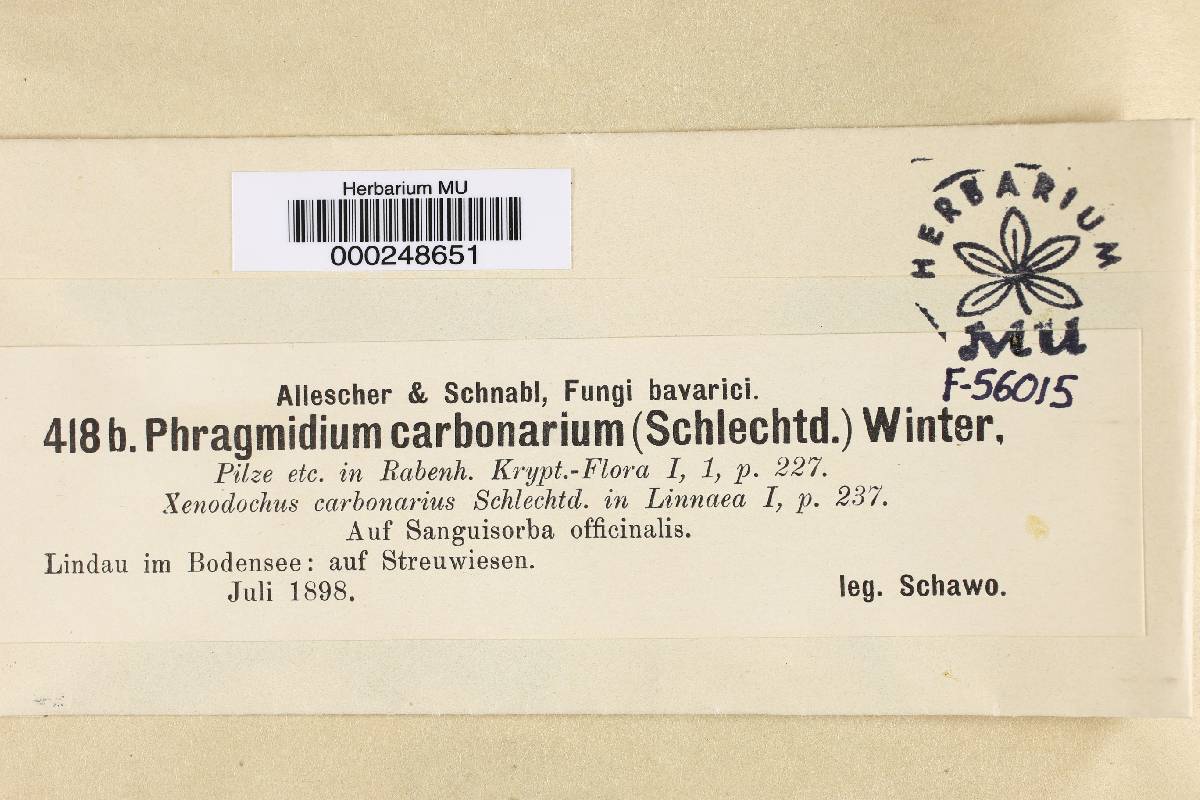 Herbarium MU
000248651
HERBARIUM
MU
F-56015
Allescher & Schnabl, Fungi bavarici.
418 b. Phragmidium carbonarium (Schlechtd.) Winter,
Pilze etc. in Rabenh. Krypt.-Flora I, 1, p. 227.
Xenodochus carbonarius Schlechtd. in Linnaea I, p. 237.
Auf Sanguisorba officinalis.
Lindau im Bodensee: auf Streuwiesen.
Juli 1898.
leg. Schawo.